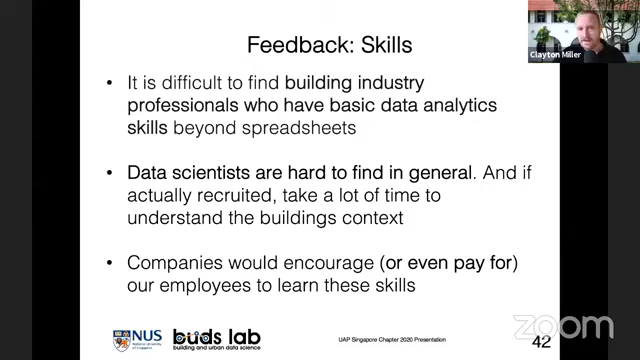 Feedback: Skills
Clayton Miller
• It is difficult to find building industry
professionals who have basic data analytics
skills beyond spreadsheets
• Data scientists are hard to find in general. And if
actually recruited, take a lot of time to
understand the buildings context
• Companies would encourage (or even pay for)
our employees to learn these skills
NUS
National University
of Singapore
buds lab
building and urban data science
UAP Singapore Chapter 2020 Presentation
42
zoom